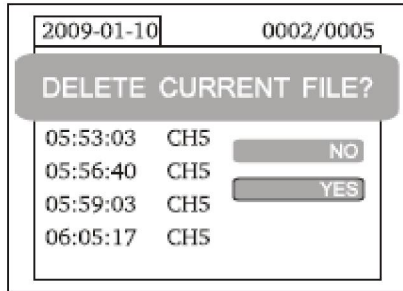 2009-01-10 0002/0005
DELETE CURRENT FILE?
05:53:03 CH5
NO
05:56:40 CH5
YES
05:59:03 CH5
06:05:17 CH5